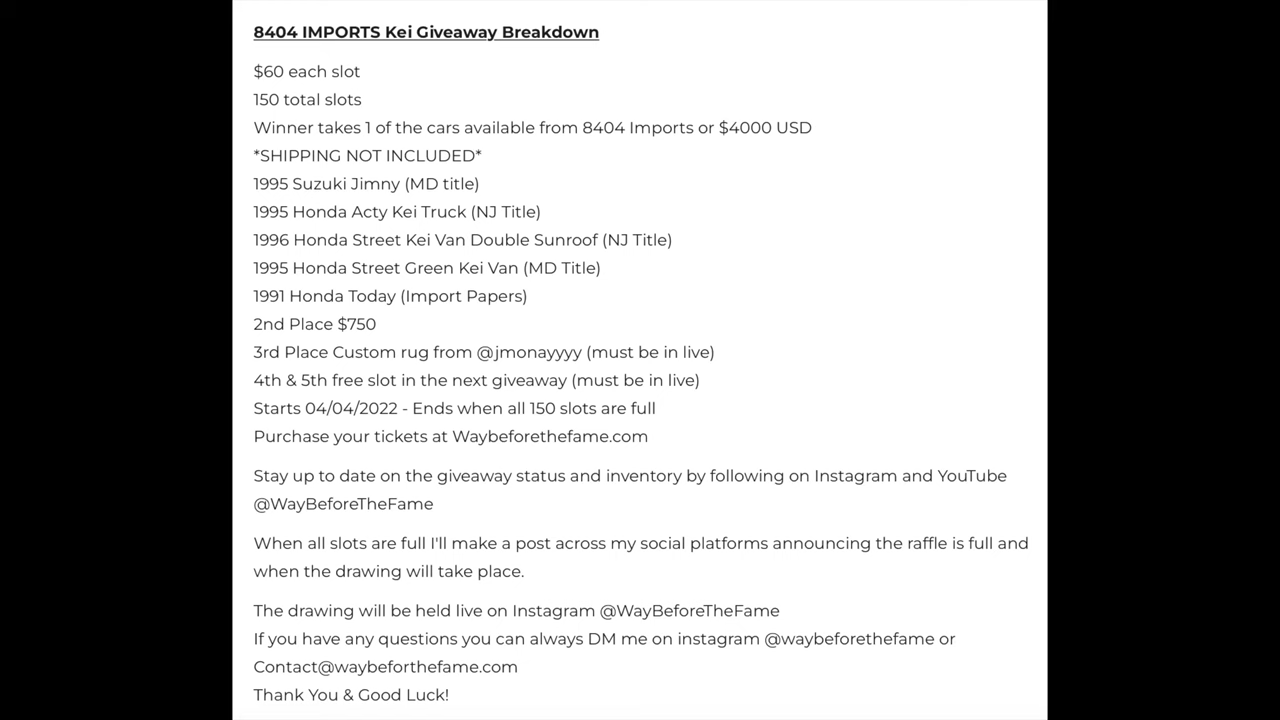 8404 IMPORTS Kei Giveaway Breakdown
$60 each slot
150 total slots
Winner takes 1 of the cars available from 8404 Imports or $4000 USD
*SHIPPING NOT INCLUDED*
1995 Suzuki Jimny (MD title)
1995 Honda Acty Kei Truck (NJ Title)
1996 Honda Street Kei Van Double Sunroof (NJ Title)
1995 Honda Street Green Kei Van (MD Title)
1991 Honda Today (Import Papers)
2nd Place $750
3rd Place Custom rug from @jmonayyyy (must be in live)
4th & 5th free slot in the next giveaway (must be in live)
Starts 04/04/2022 - Ends when all 150 slots are full
Purchase your tickets at Waybeforethefame.com
Stay up to date on the giveaway status and inventory by following on Instagram and YouTube
@WayBeforeTheFame
When all slots are full I'll make a post across my social platforms announcing the raffle is full and
when the drawing will take place.
The drawing will be held live on Instagram @WayBeforeTheFame
If you have any questions you can always DM me on instagram @waybeforethefame or
Contact@waybeforthefame.com
Thank You & Good Luck!